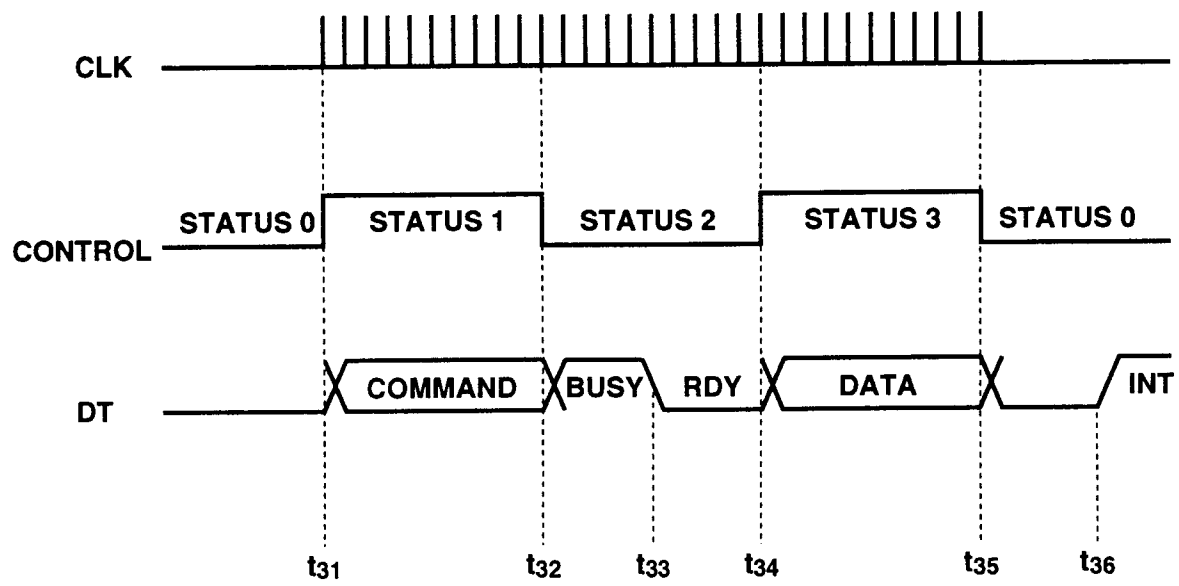 CLK
STATUS 0 STATUS 1 STATUS 2 STATUS 3 STATUS 0
CONTROL
COMMAND BUSY RDY DATA INT
DT
t31 t32 t33 t34 t35 t36